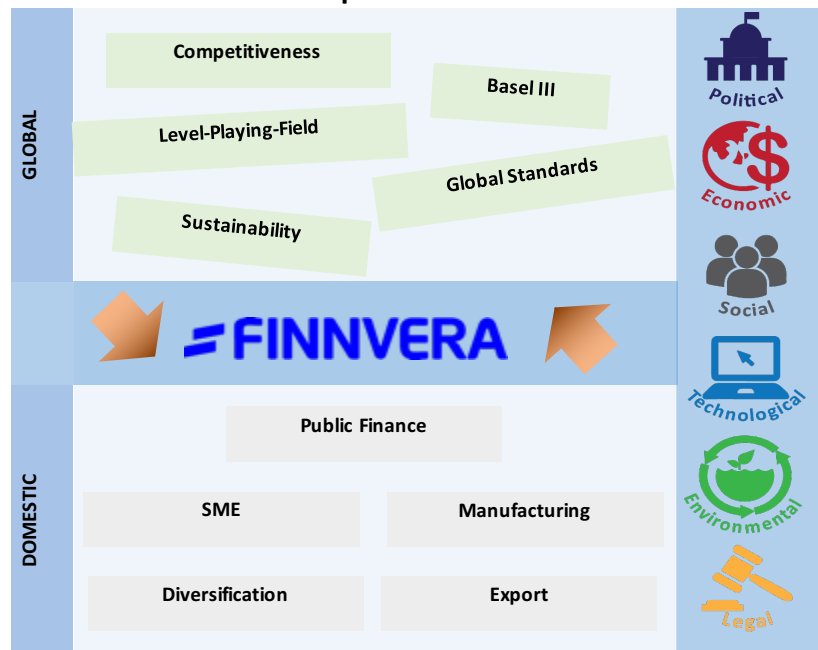 GLOBAL
Competitiveness
Basel III
Level-Playing-Field
Global Standards
Sustainability
FINNVERA
DOMESTIC
Public Finance
SME
Manufacturing
Diversification
Export
Political
Economic
Social
Technological
Environmental
Legal